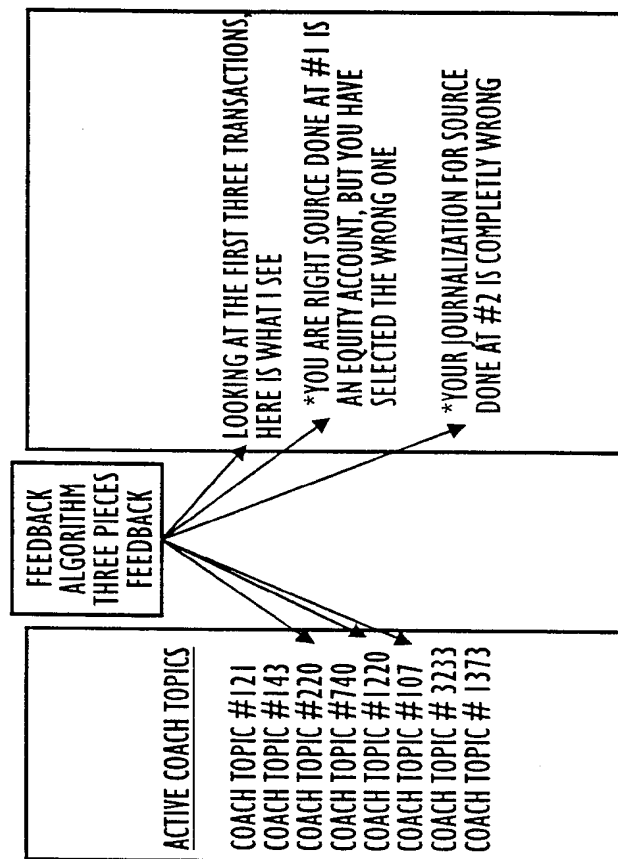 ACTIVE COACH TOPICS
COACH TOPIC #121
COACH TOPIC #143
COACH TOPIC #220
COACH TOPIC #740
COACH TOPIC #1220
COACH TOPIC #107
COACH TOPIC # 3233
COACH TOPIC # 1373
FEEDBACK
ALGORITHM
THREE PIECES
FEEDBACK
LOOKING AT THE FIRST THREE TRANSACTIONS,
HERE IS WHAT I SEE
*YOU ARE RIGHT SOURCE DONE AT #1 IS
AN EQUITY ACCOUNT, BUT YOU HAVE
SELECTED THE WRONG ONE
*YOUR JOURNALIZATION FOR SOURCE
DONE AT #2 IS COMPLETLY WRONG